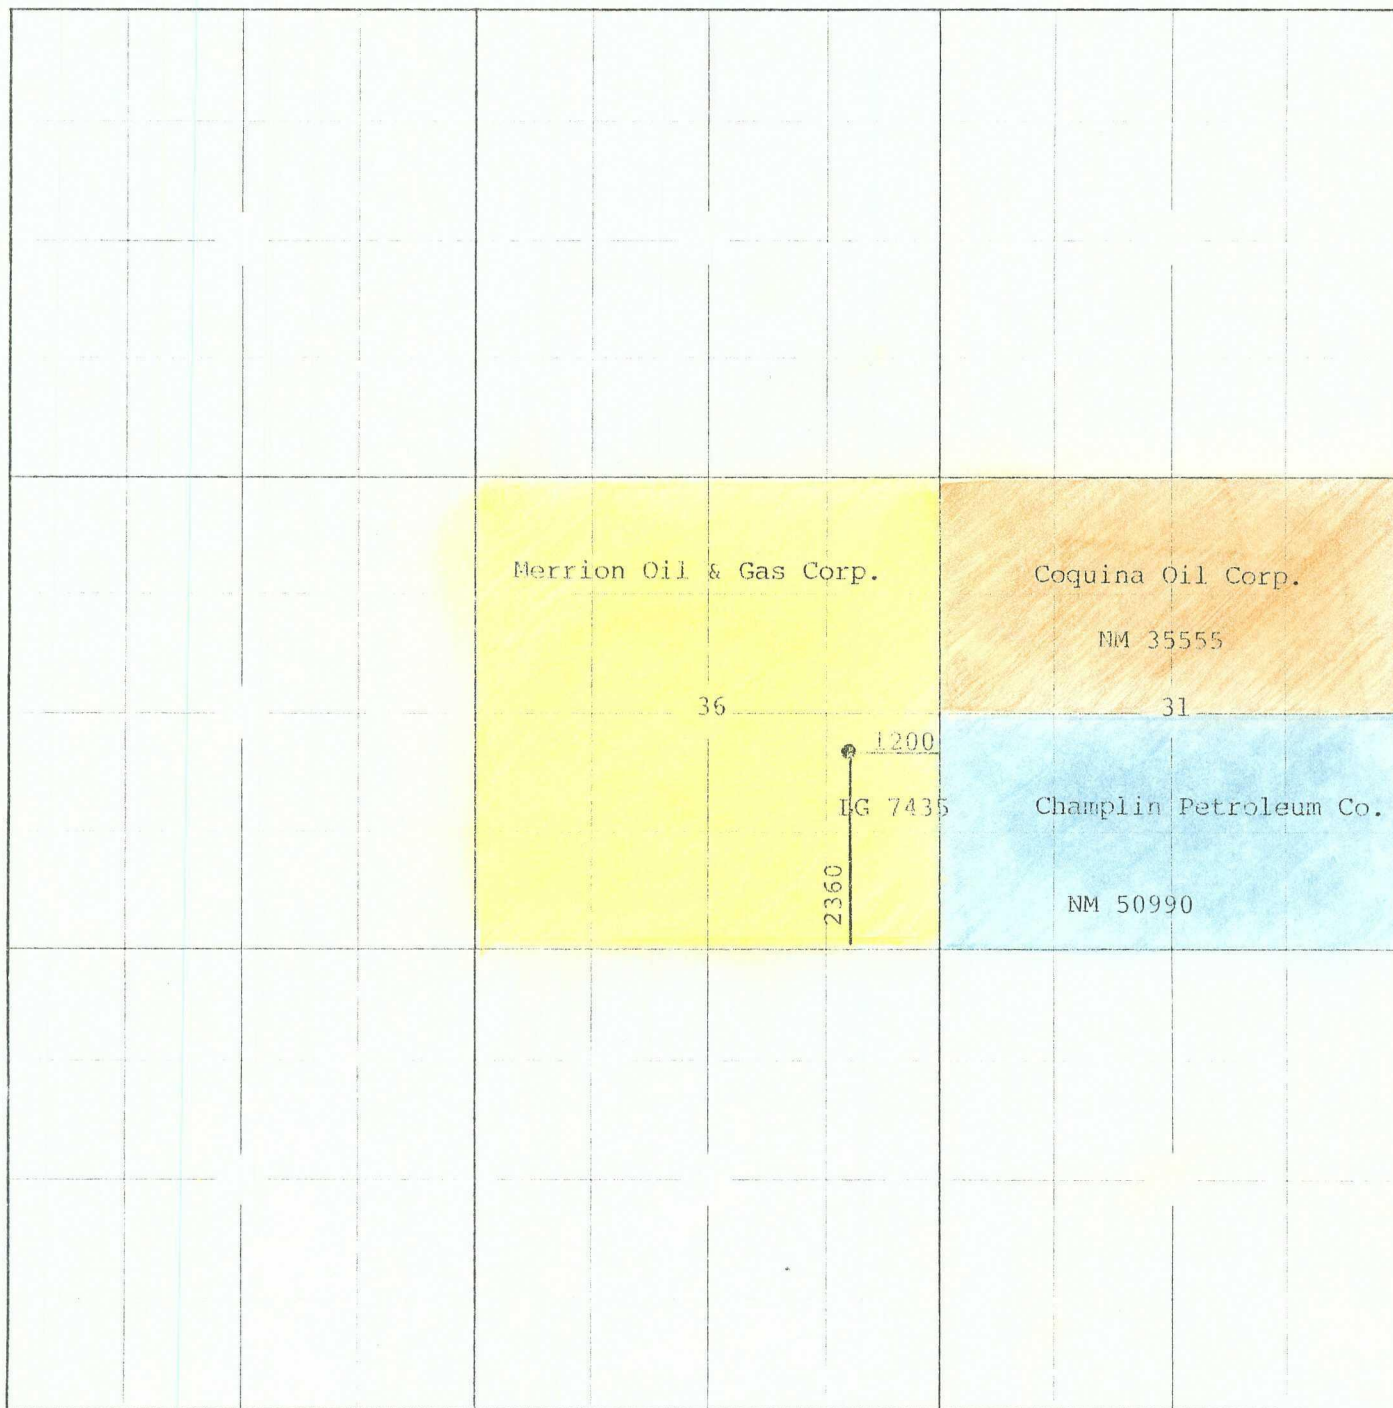 Merrion Oil & Gas Corp.
Coquina Oil Corp.
NM 35555
36
31
1200
LG 7435
Champlin Petroleum Co.
2360
NM 50990